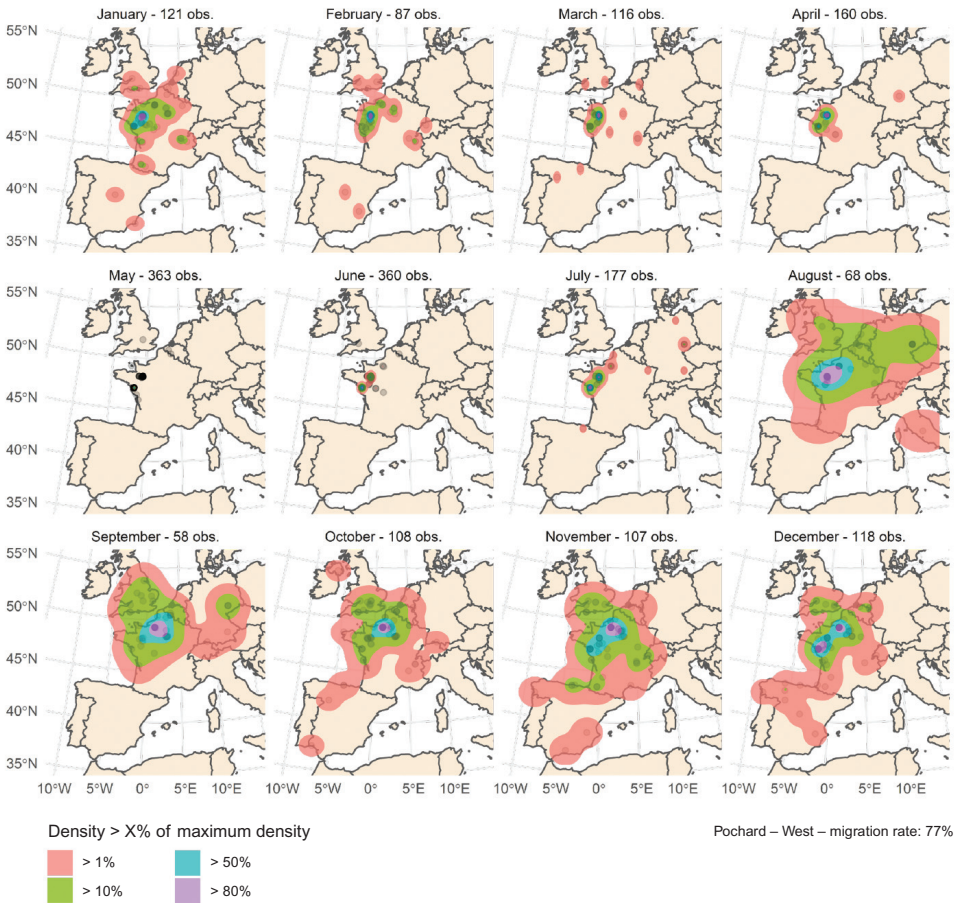 January - 121 obs.
February - 87 obs.
March - 116 obs.
April - 160 obs.
55°N
50°N
45°N
40°N
35°N
May - 363 obs.
June - 360 obs.
July - 177 obs.
August - 68 obs.
55°N
50°N
45°N
40°N
35°N
September - 58 obs.
October - 108 obs.
November - 107 obs.
December - 118 obs.
55°N
50°N
45°N
40°N
35°N
10°W 5°W 0° 5°E 10°E
10°W 5°W 0° 5°E 10°E
10°W 5°W 0° 5°E 10°E
10°W 5°W 0° 5°E 10°E
Density > X% of maximum density
Pochard – West – migration rate: 77%
> 1%
> 50%
> 10%
> 80%